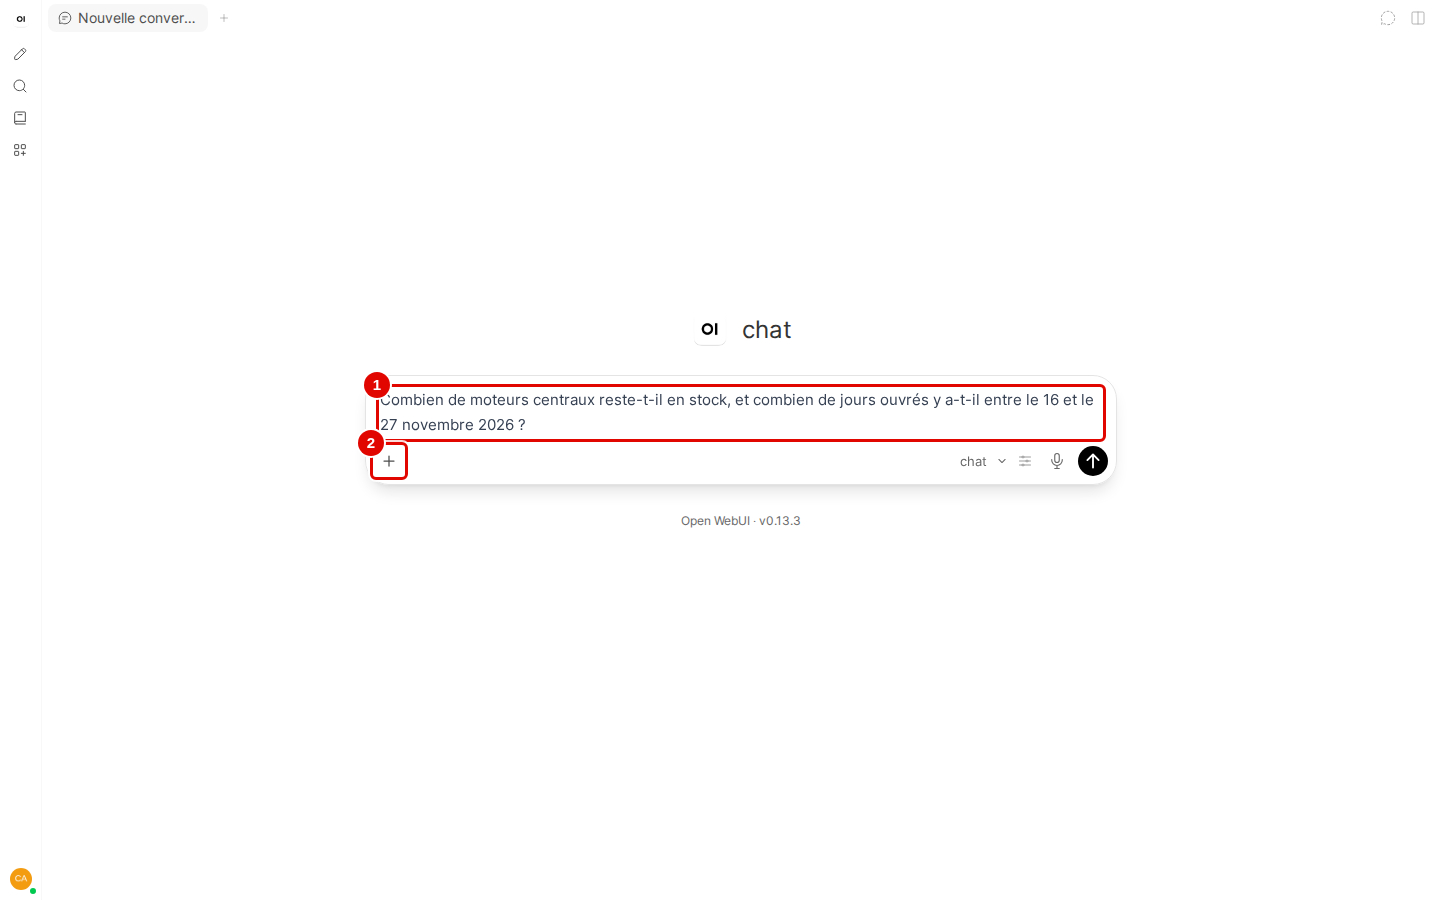 OI
Nouvelle conver...
OI chat
1
Combien de moteurs centraux reste-t-il en stock, et combien de jours ouvrés y a-t-il entre le 16 et le
27 novembre 2026 ?
2
chat
Open WebUI · v0.13.3
CA